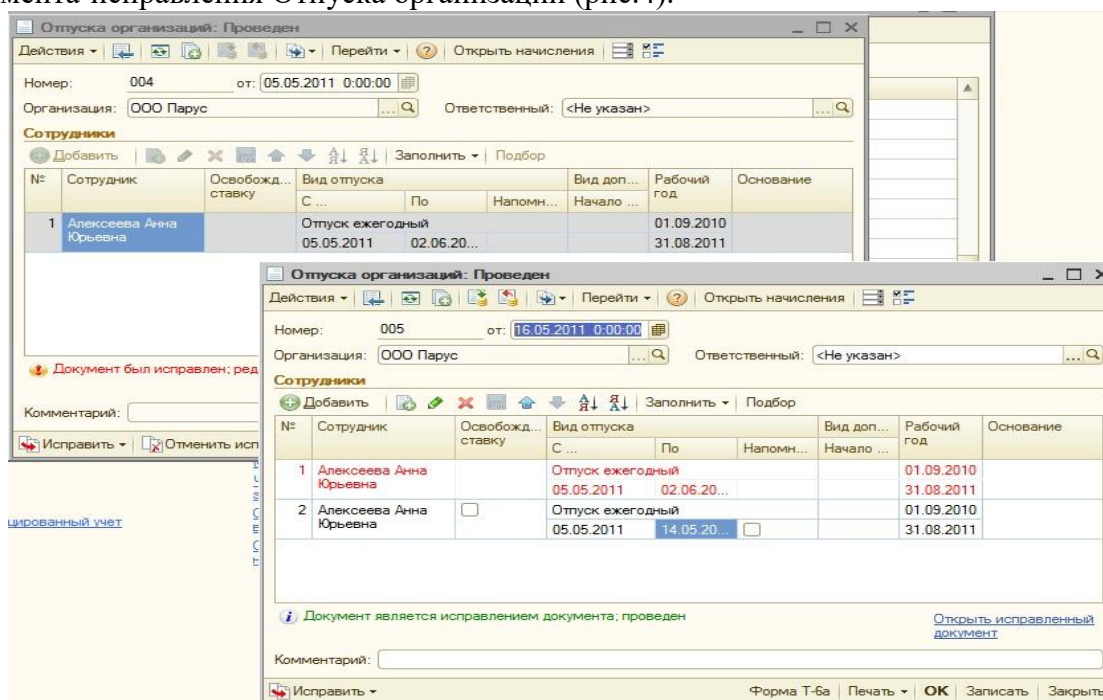 мента исправления Отпуска организаций (рис.4).
Отпуска организаций: Проведен
Действия Перейти Открыть начисления
Номер: 004 от: 05.05.2011 0:00:00
Организация: ООО Парус ... Ответственный: <Не указан> ...
Сотрудники
Добавить Заполнить Подбор
№ Сотрудник Освобожд... Вид отпуска Вид доп... Рабочий Основание
ставку С ... По Напомн... Начало ... год
1 Алексеева Анна Отпуск ежегодный 01.09.2010
Юрьевна 05.05.2011 02.06.20... 31.08.2011
Документ был исправлен; ред
Комментарий:
Исправить Отменить исп
цированный учет
Отпуска организаций: Проведен
Действия Перейти Открыть начисления
Номер: 005 от: 16.05.2011 0:00:00
Организация: ООО Парус ... Ответственный: <Не указан> ...
Сотрудники
Добавить Заполнить Подбор
№ Сотрудник Освобожд... Вид отпуска Вид доп... Рабочий Основание
ставку С ... По Напомн... Начало ... год
1 Алексеева Анна Отпуск ежегодный 01.09.2010
Юрьевна 05.05.2011 02.06.20... 31.08.2011
2 Алексеева Анна Отпуск ежегодный 01.09.2010
Юрьевна 05.05.2011 14.05.20... 31.08.2011
Документ является исправлением документа; проведен Открыть исправленный
документ
Комментарий:
Исправить Форма Т-6а Печать OK Записать Закрыть